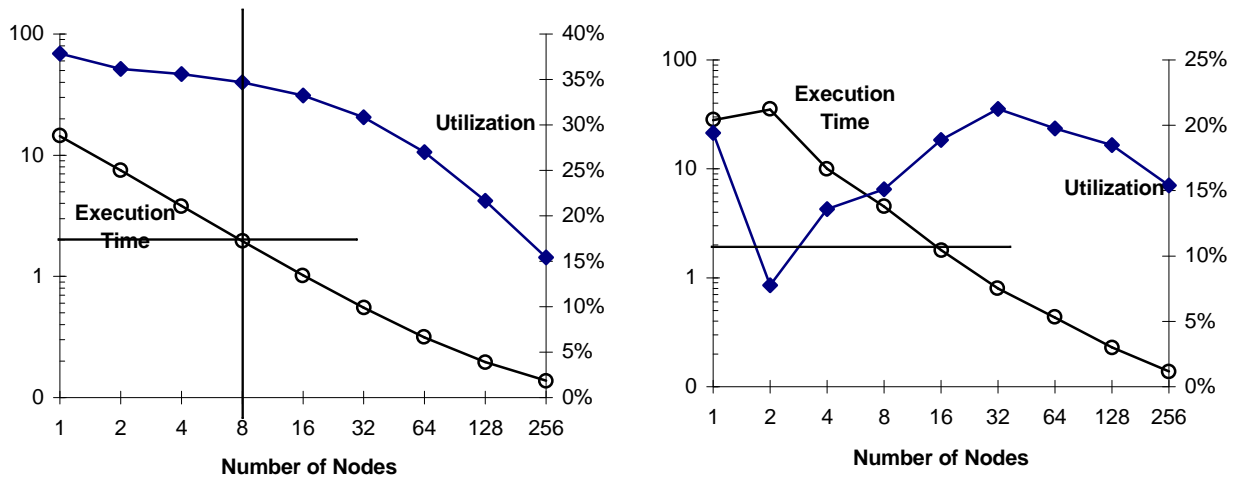 100
10
1
0
40%
35%
30%
25%
20%
15%
10%
5%
0%
Utilization
Execution
Time
1 2 4 8 16 32 64 128 256
Number of Nodes
100
10
1
0
25%
20%
15%
10%
5%
0%
Execution
Time
Utilization
1 2 4 8 16 32 64 128 256
Number of Nodes